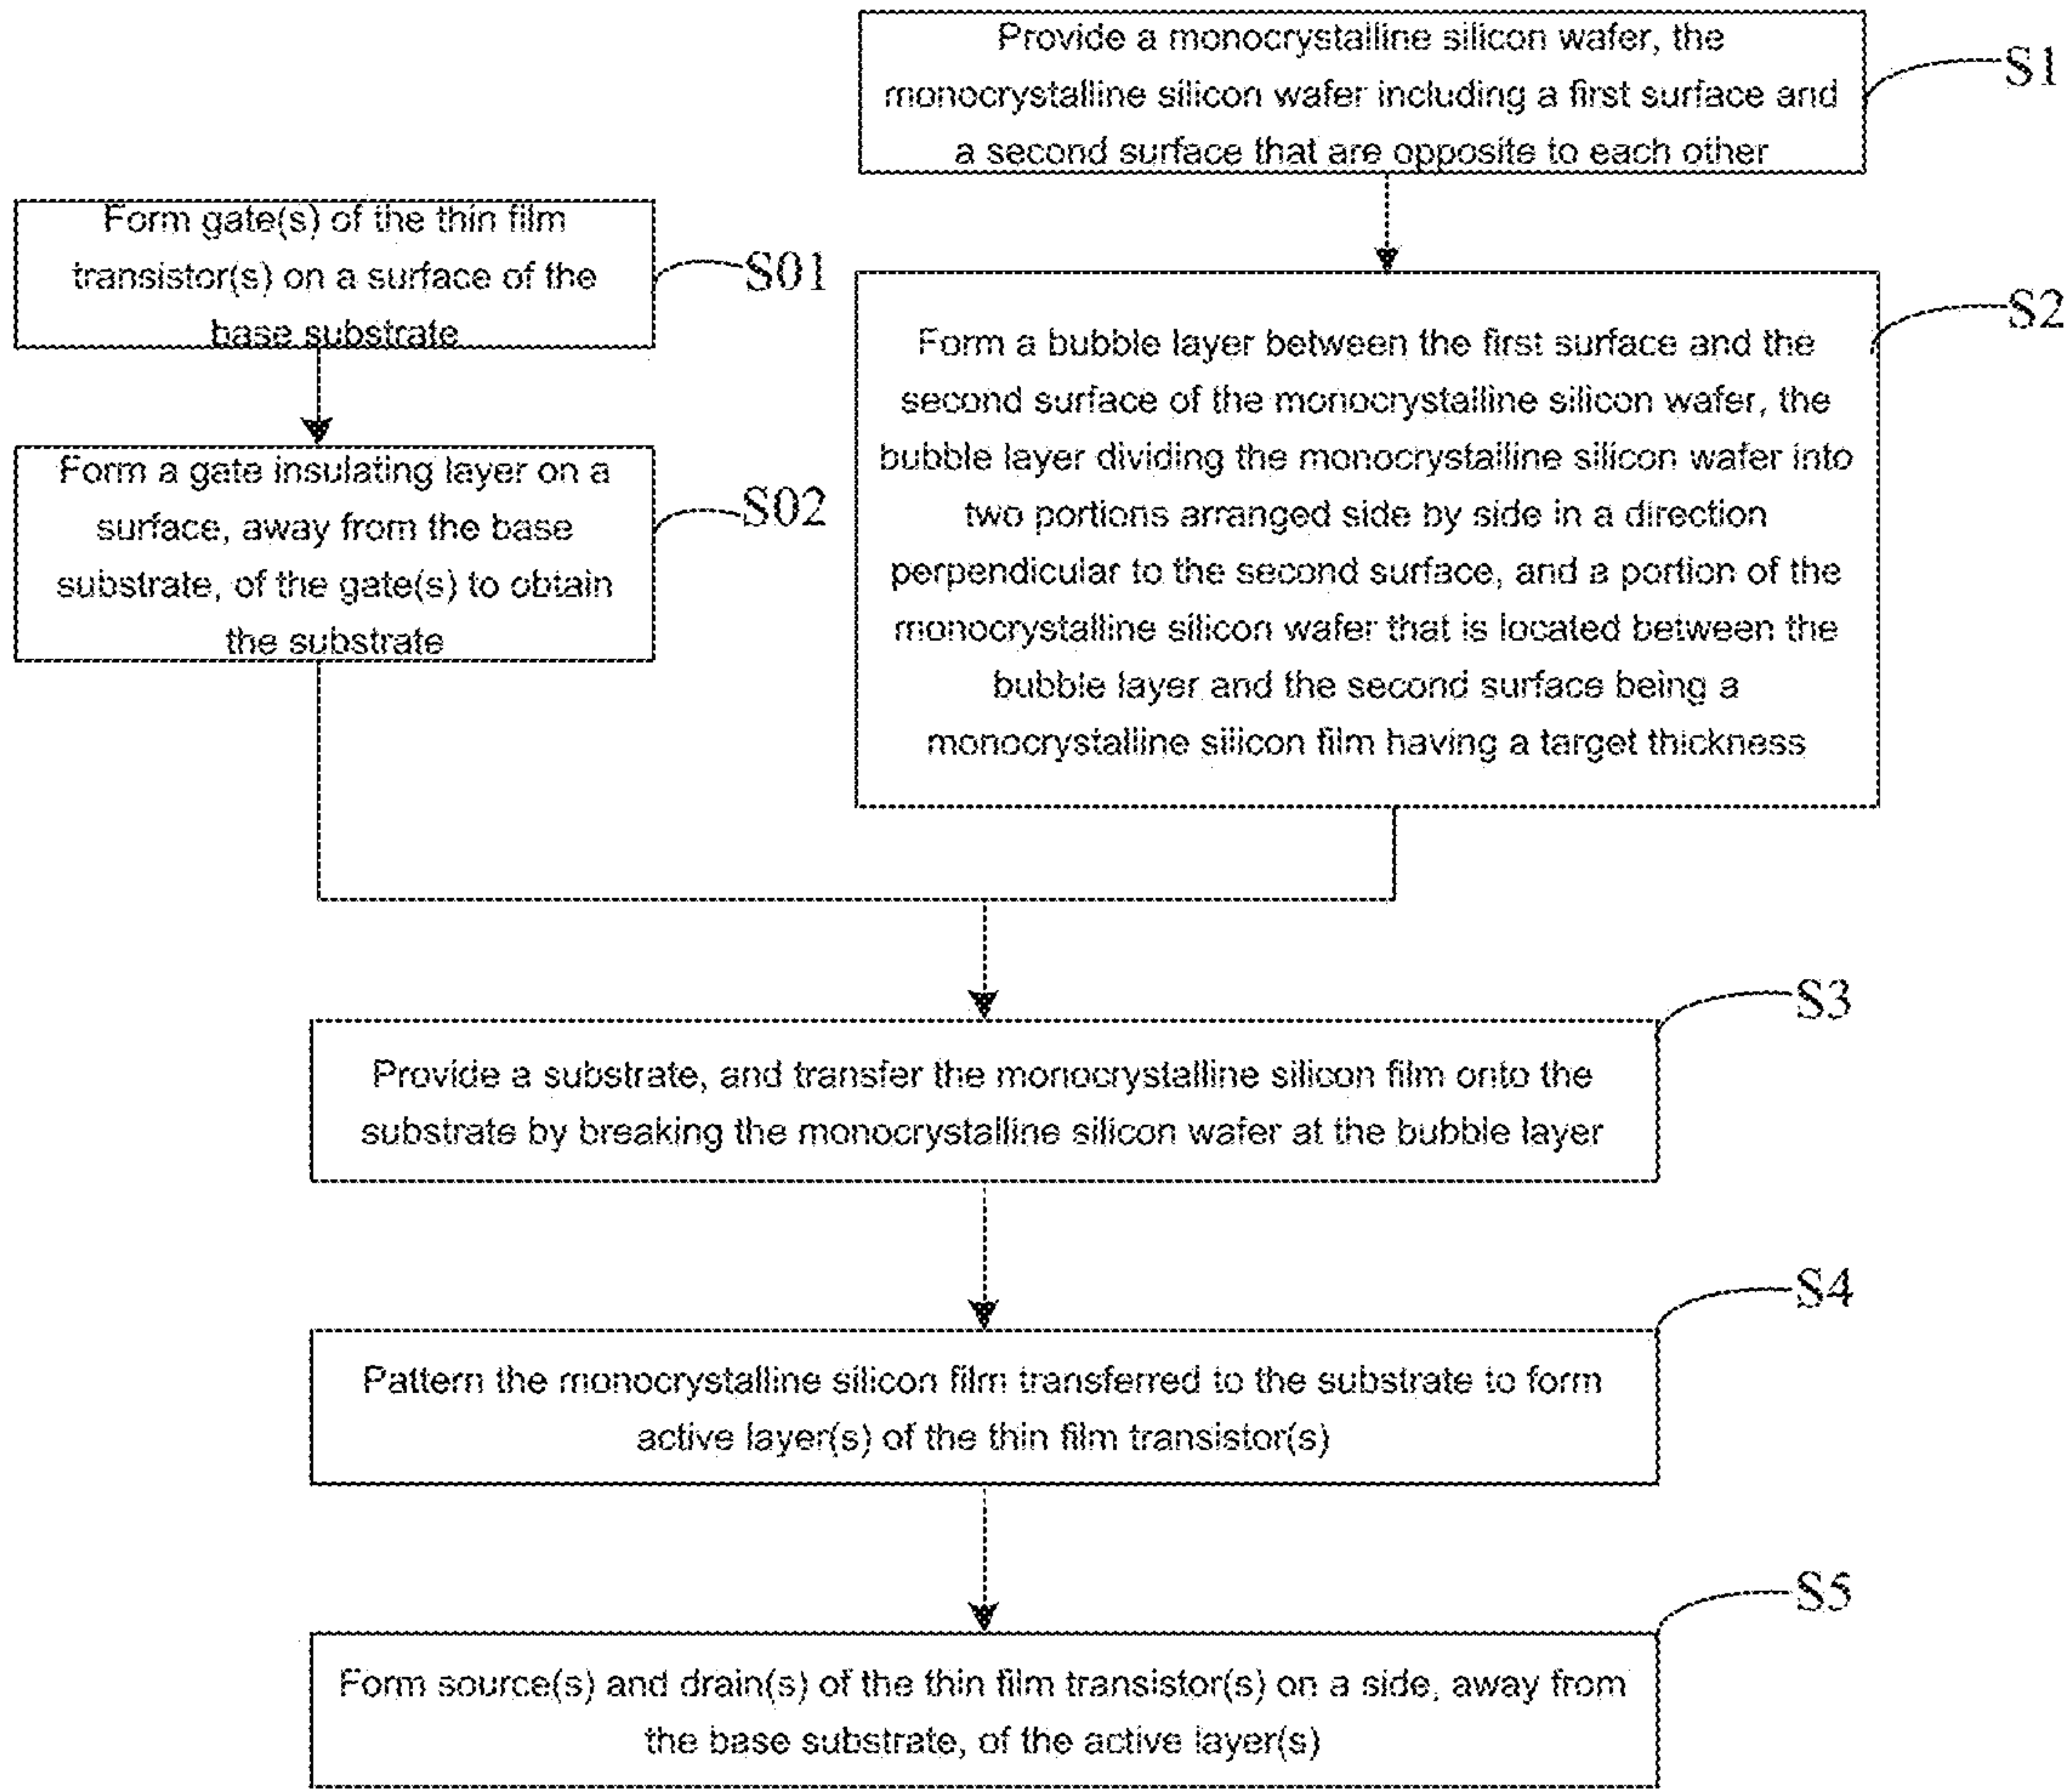 Provide a monocrystalline silicon wafer, the
monocrystalline silicon wafer including a first surface and
a second surface that are opposite to each other
S1
Form gate(s) of the thin film
transistor(s) on a surface of the
base substrate
S01
Form a gate insulating layer on a
surface, away from the base
substrate, of the gate(s) to obtain
the substrate
S02
Form a bubble layer between the first surface and the
second surface of the monocrystalline silicon wafer, the
bubble layer dividing the monocrystalline silicon wafer into
two portions arranged side by side in a direction
perpendicular to the second surface, and a portion of the
monocrystalline silicon wafer that is located between the
bubble layer and the second surface being a
monocrystalline silicon film having a target thickness
S2
Provide a substrate, and transfer the monocrystalline silicon film onto the
substrate by breaking the monocrystalline silicon wafer at the bubble layer
S3
Pattern the monocrystalline silicon film transferred to the substrate to form
active layer(s) of the thin film transistor(s)
S4
Form source(s) and drain(s) of the thin film transistor(s) on a side, away from
the base substrate, of the active layer(s)
S5